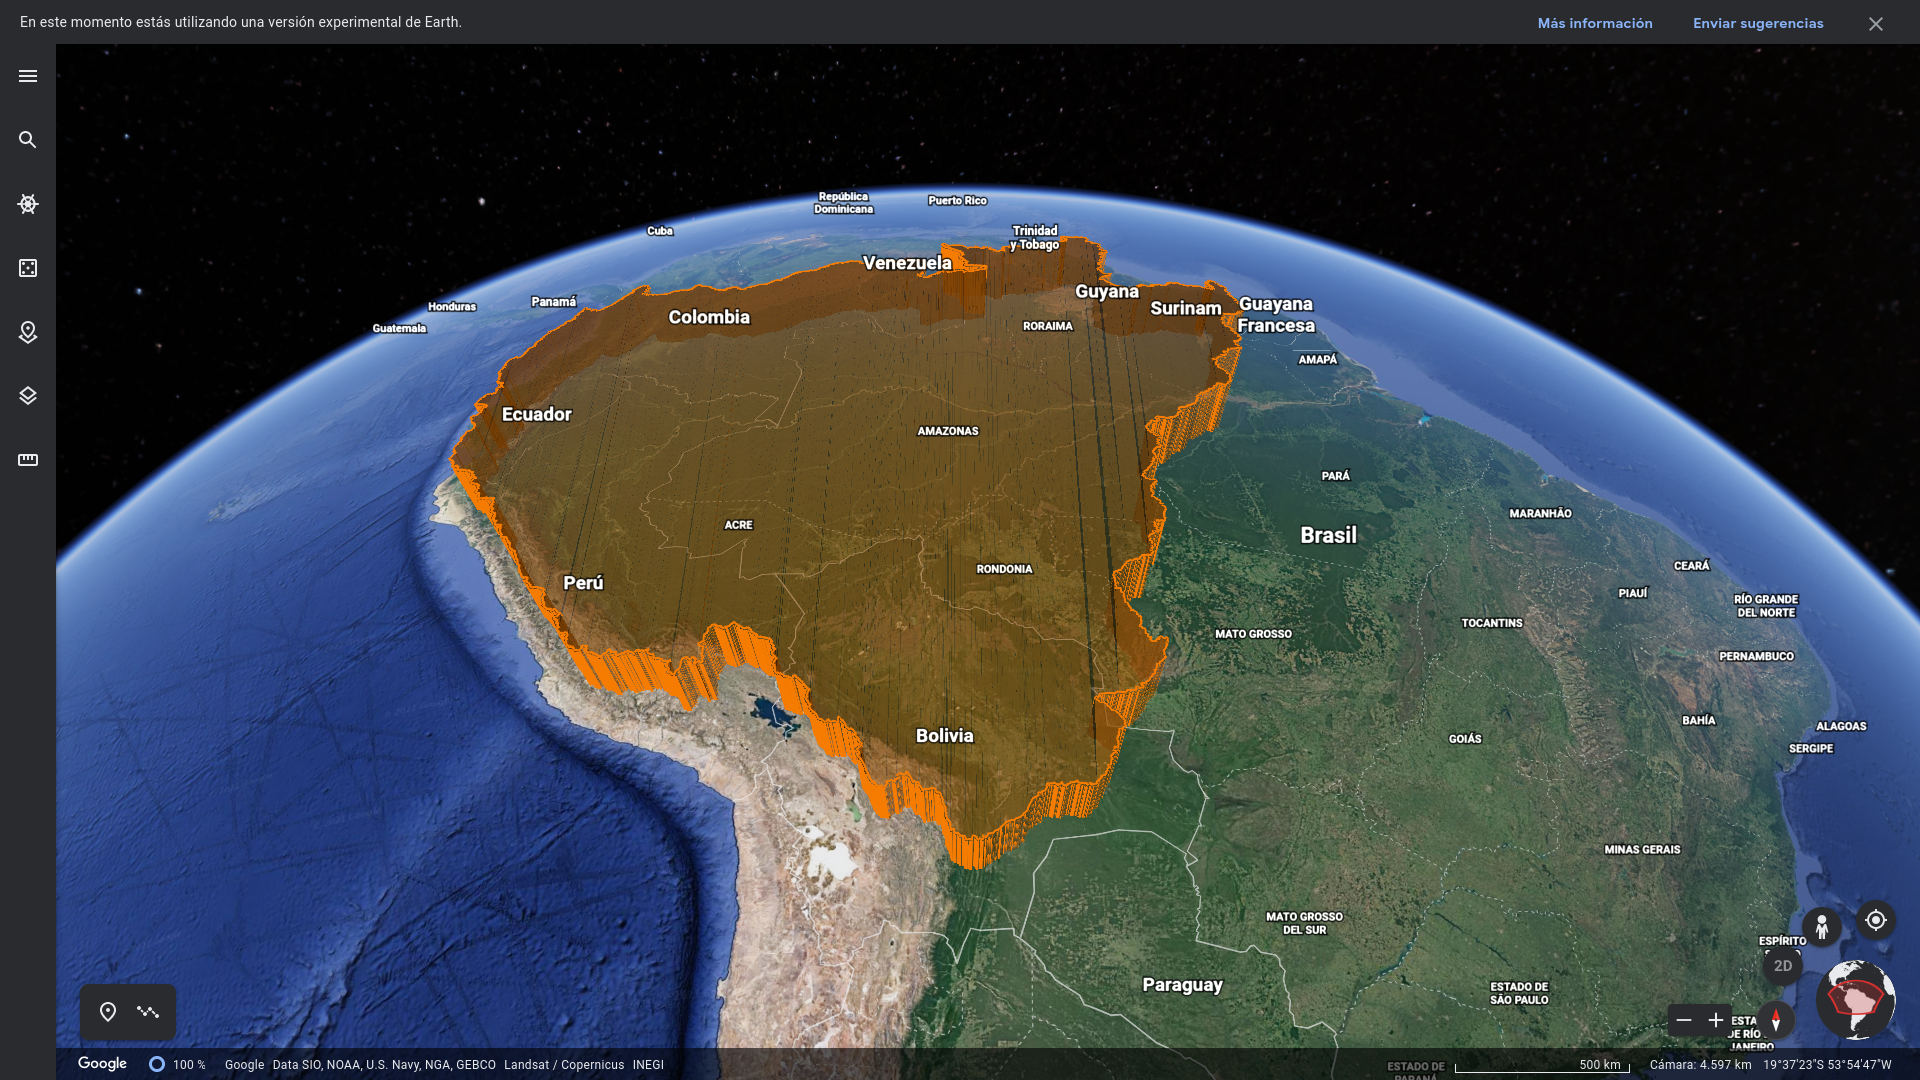 En este momento estás utilizando una versión experimental de Earth.
Más información
Enviar sugerencias
República
Dominicana
Puerto Rico
Cuba
Trinidad
y Tobago
Venezuela
Honduras
Panamá
Guatemala
Colombia
Guyana
Surinam
Guayana
Francesa
RORAIMA
AMAPÁ
Ecuador
AMAZONAS
PARÁ
ACRE
MARANHÃO
Brasil
RONDONIA
CEARÁ
Perú
PIAUÍ
RÍO GRANDE
DEL NORTE
TOCANTINS
MATO GROSSO
PERNAMBUCO
BAHÍA
ALAGOAS
Bolivia
GOIÁS
SERGIPE
MINAS GERAIS
MATO GROSSO
DEL SUR
ESPÍRITO
2D
Paraguay
ESTADO DE
SÃO PAULO
ESTA
DE RÍO
JANEIRO
Google
100 %
Google Data SIO, NOAA, U.S. Navy, NGA, GEBCO Landsat / Copernicus INEGI
ESTADO DE
PARANÁ
500 km
Cámara: 4.597 km
19°37'23"S 53°54'47"W